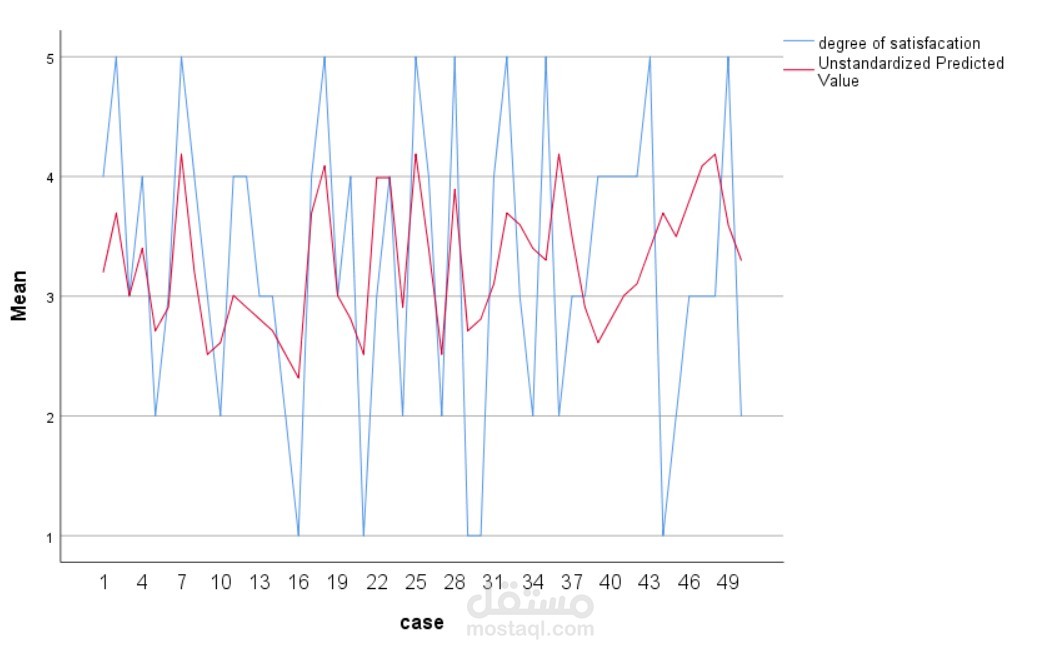 degree of satisfacation
Unstandardized Predicted
Value
5
4
3
2
1
Mean
1 4 7 10 13 16 19 22 25 28 31 34 37 40 43 46 49
case
مستقل
mostaql.com